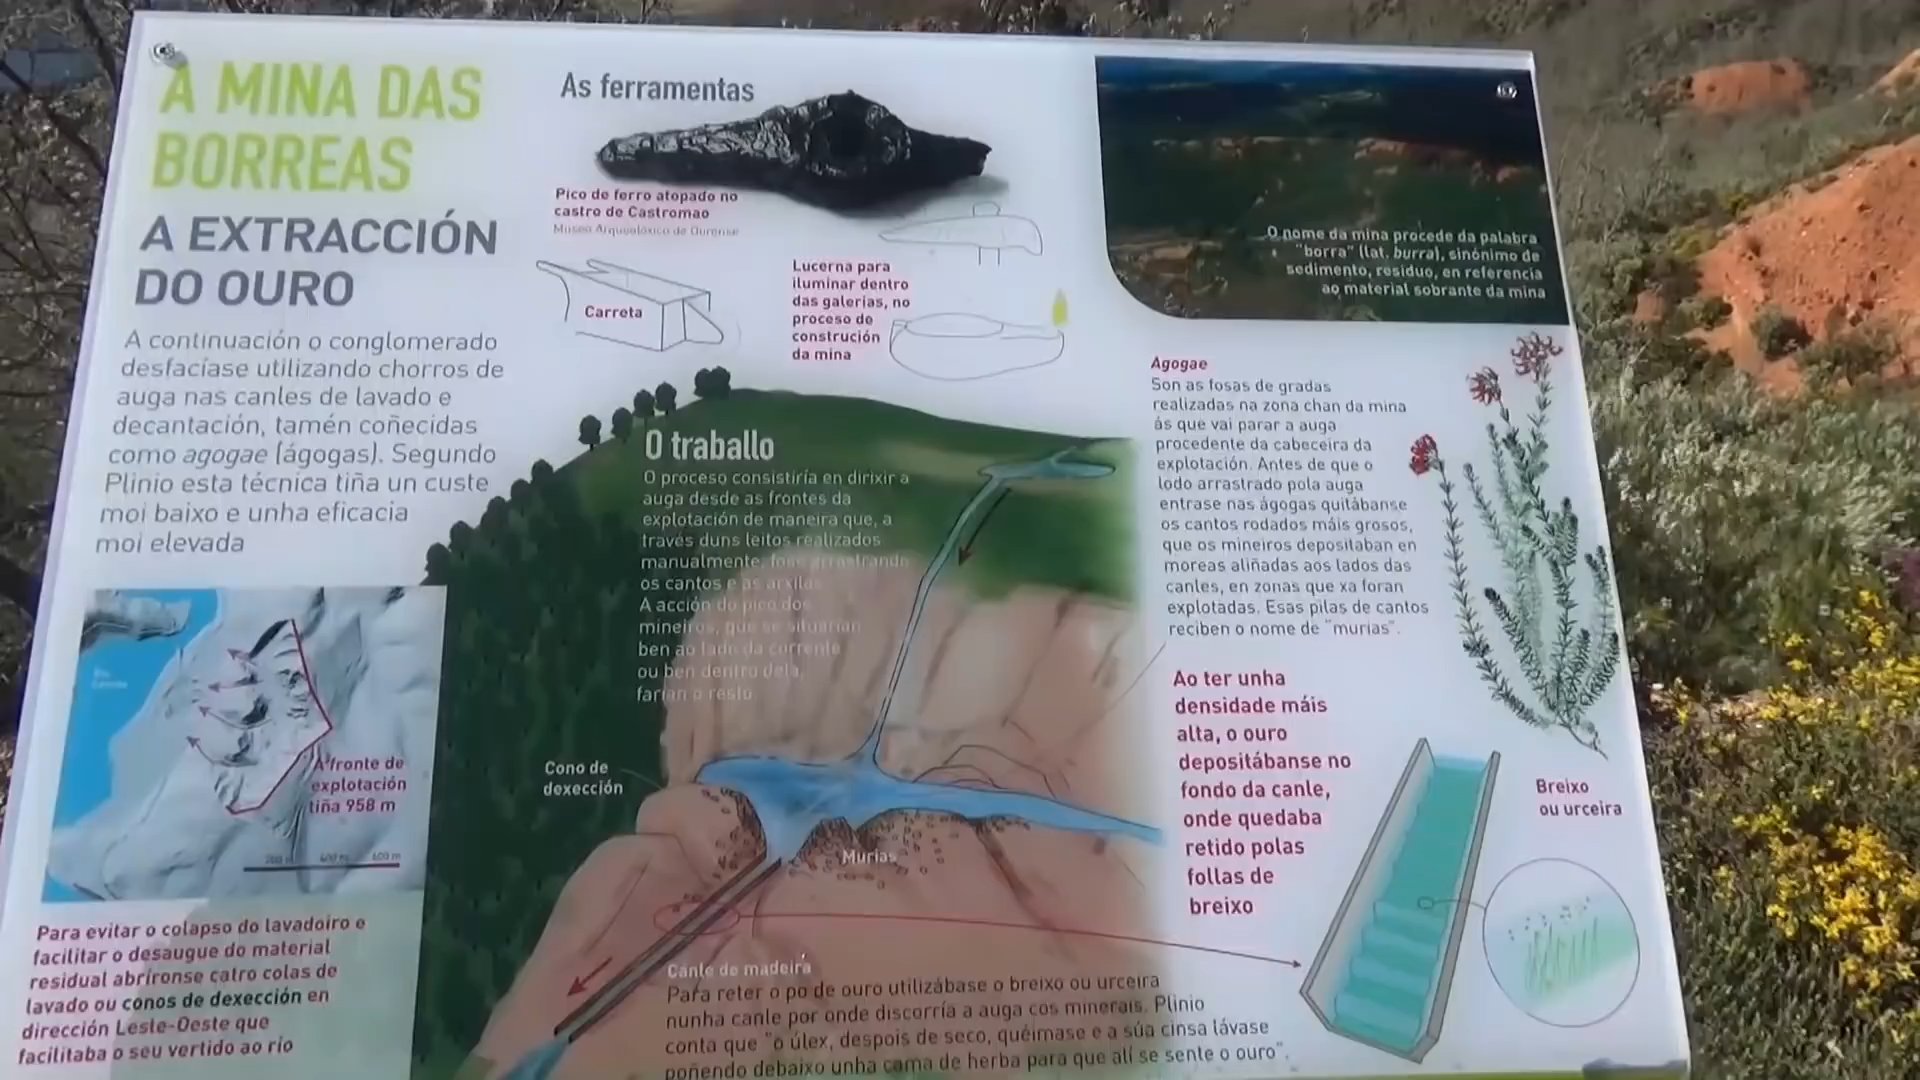 A MINA DAS
BORREAS
A EXTRACCIÓN
DO OURO
A continuación o conglomerado
desfacíase utilizando chorros de
auga nas canles de lavado e
decantación, tamén coñecidas
como agogae (ágogas). Segundo
Plinio esta técnica tiña un custe
moi baixo e unha eficacia
moi elevada
A fronte de
explotación
tiña 958 m
400 m
600 m
Para evitar o colapso do lavadoiro e
facilitar o desaugue do material
residual abríronse catro colas de
lavado ou conos de dexección en
dirección Leste-Oeste que
facilitaba o seu vertido ao río
As ferramentas
Pico de ferro atopado no
castro de Castromao
Museo Arqueolóxico de Ourense
Carreta
Lucerna para
iluminar dentro
das galerías, no
proceso de
construción
da mina
O traballo
O proceso consistiría en dirixir a
auga desde as frontes da
explotación de maneira que, a
través duns leitos realizados
manualmente, fose arrastrando
os cantos e as arxilas
A acción do pico dos
mineiros, que se situarían
ben ao lado da corrente
ou ben dentro dela,
farían o resto
Cono de
dexección
Murias
Canle de madeira
Para reter o po de ouro utilizábase o breixo ou urceira
nunha canle por onde discorría a auga cos minerais. Plinio
conta que "o úlex, despois de seco, quéimase e a súa cinsa lávase
poñendo debaixo unha cama de herba para que alí se sente o ouro".
O nome da mina procede da palabra
"borra" (lat. burra), sinónimo de
sedimento, residuo, en referencia
ao material sobrante da mina
Agogae
Son as fosas de gradas
realizadas na zona chan da mina
ás que vai parar a auga
procedente da cabeceira da
explotación. Antes de que o
lodo arrastrado pola auga
entrase nas ágogas quitábanse
os cantos rodados máis grosos,
que os mineiros depositaban en
moreas aliñadas aos lados das
canles, en zonas que xa foran
explotadas. Esas pilas de cantos
reciben o nome de "murias".
Ao ter unha
densidade máis
alta, o ouro
depositábanse no
fondo da canle,
onde quedaba
retido polas
follas de
breixo
Breixo
ou urceira